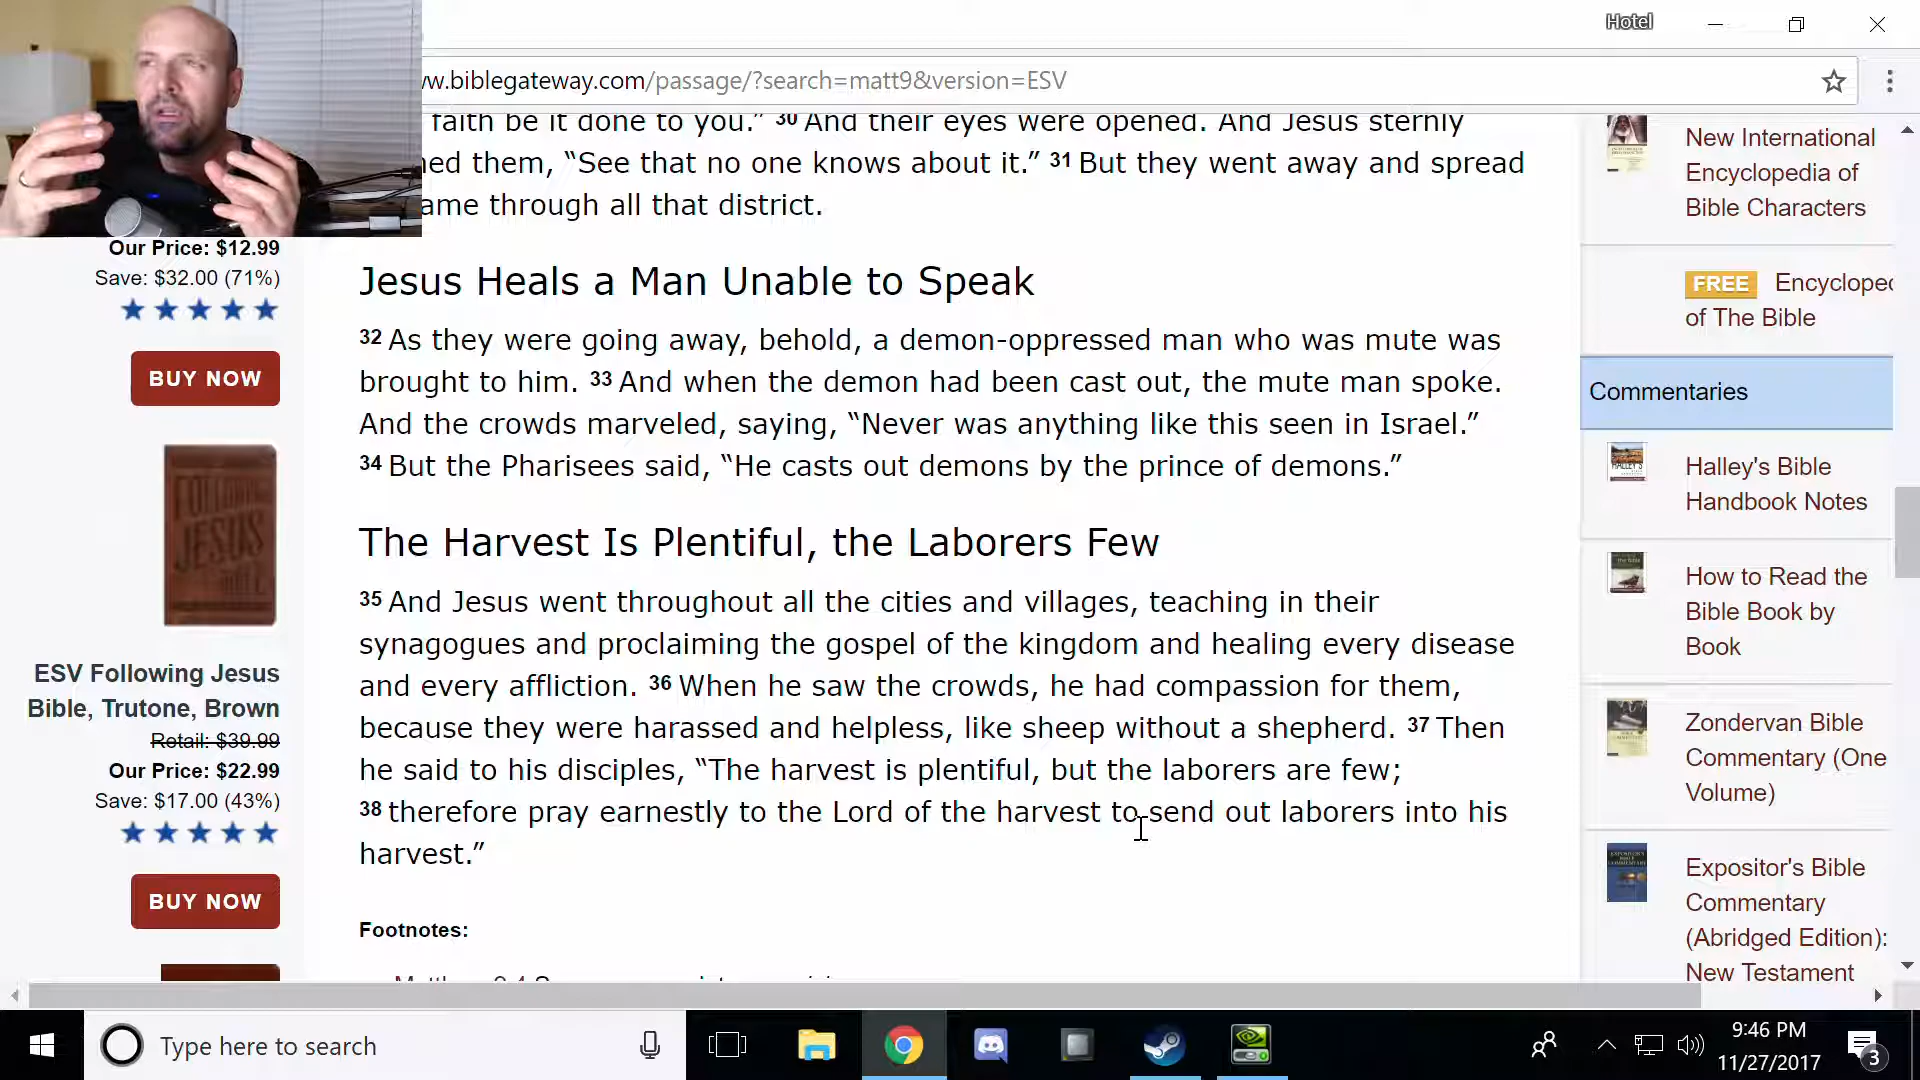 Hotel
ww.biblegateway.com/passage/?search=matt9&version=ESV
faith be it done to you.” 30 And their eyes were opened. And Jesus sternly
ned them, “See that no one knows about it.” 31 But they went away and spread
ame through all that district.
Our Price: $12.99
Save: $32.00 (71%)
BUY NOW
FOLLOWING
JESUS
BIBLE
ESV Following Jesus
Bible, Trutone, Brown
Retail: $39.99
Our Price: $22.99
Save: $17.00 (43%)
BUY NOW
Jesus Heals a Man Unable to Speak
32 As they were going away, behold, a demon-oppressed man who was mute was
brought to him. 33 And when the demon had been cast out, the mute man spoke.
And the crowds marveled, saying, “Never was anything like this seen in Israel.”
34 But the Pharisees said, “He casts out demons by the prince of demons.”
The Harvest Is Plentiful, the Laborers Few
35 And Jesus went throughout all the cities and villages, teaching in their
synagogues and proclaiming the gospel of the kingdom and healing every disease
and every affliction. 36 When he saw the crowds, he had compassion for them,
because they were harassed and helpless, like sheep without a shepherd. 37 Then
he said to his disciples, “The harvest is plentiful, but the laborers are few;
38 therefore pray earnestly to the Lord of the harvest to send out laborers into his
harvest.”
Footnotes:
New International
Encyclopedia of
Bible Characters
FREE Encyclope
of The Bible
Commentaries
Halley's Bible
Handbook Notes
How to Read the
Bible Book by
Book
Zondervan Bible
Commentary (One
Volume)
Expositor's Bible
Commentary
(Abridged Edition):
New Testament
Type here to search
9:46 PM
11/27/2017
3